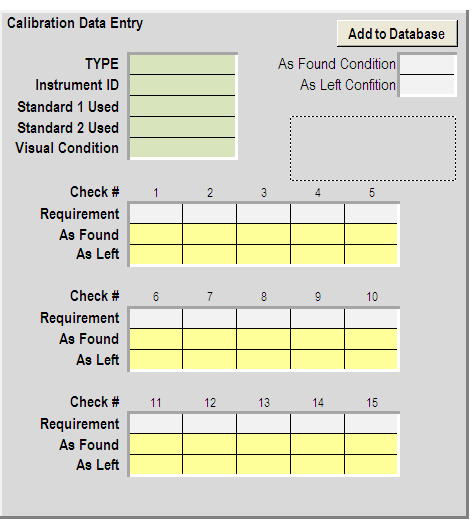 Calibration Data Entry
Add to Database
TYPE
As Found Condition
Instrument ID
As Left Confition
Standard 1 Used
Standard 2 Used
Visual Condition
Check # 1 2 3 4 5
Requirement
As Found
As Left
Check # 6 7 8 9 10
Requirement
As Found
As Left
Check # 11 12 13 14 15
Requirement
As Found
As Left